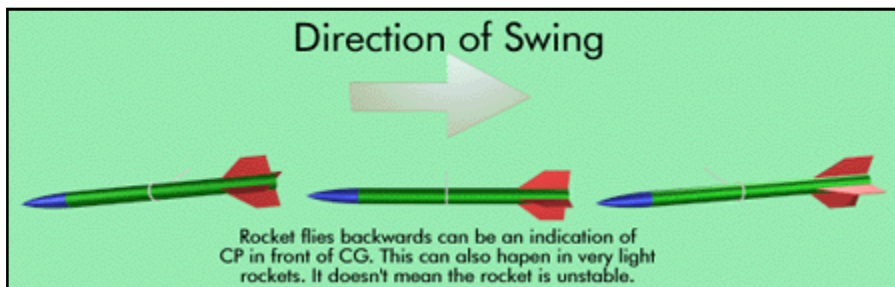 Direction of Swing
Rocket flies backwards can be an indication of
CP in front of CG. This can also hapen in very light
rockets. It doesn't mean the rocket is unstable.